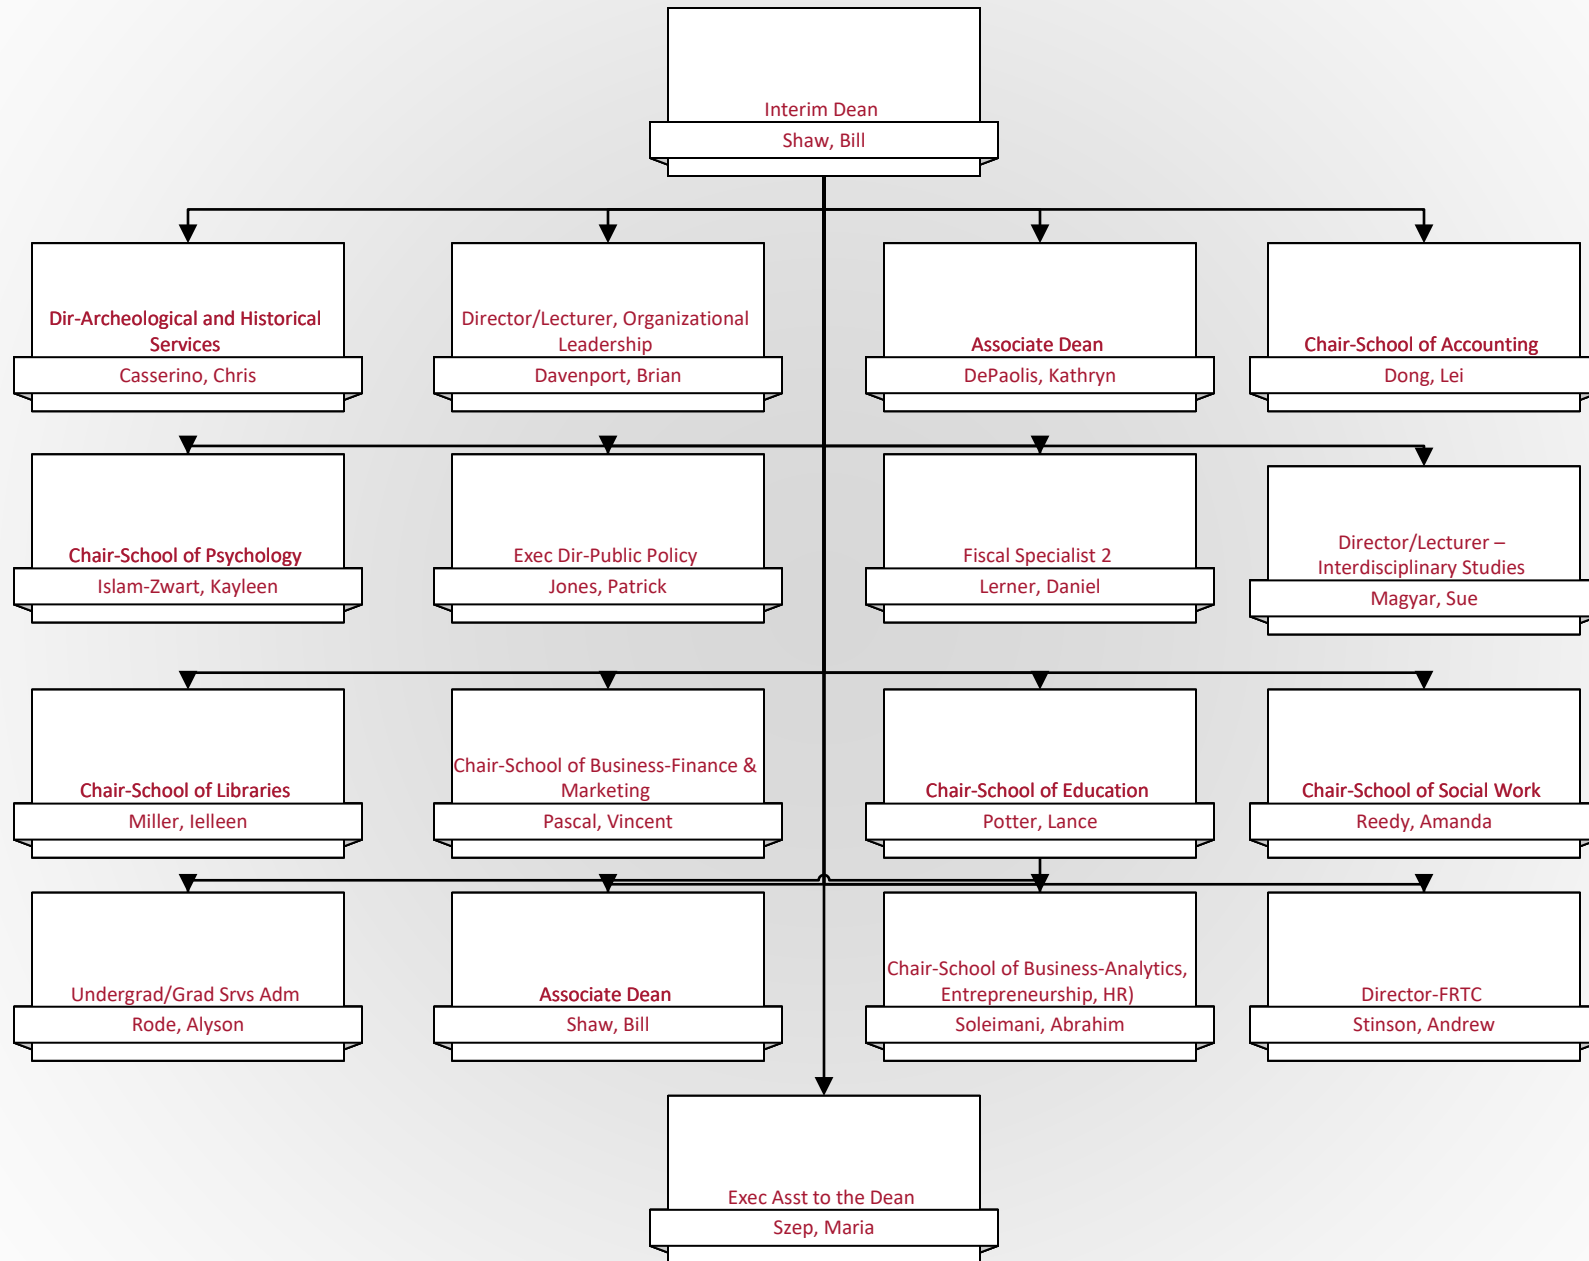 Interim Dean
Shaw, Bill
Dir-Archeological and Historical
Services
Casserino, Chris
Director/Lecturer, Organizational
Leadership
Davenport, Brian
Associate Dean
DePaolis, Kathryn
Chair-School of Accounting
Dong, Lei
Chair-School of Psychology
Islam-Zwart, Kayleen
Exec Dir-Public Policy
Jones, Patrick
Fiscal Specialist 2
Lerner, Daniel
Director/Lecturer –
Interdisciplinary Studies
Magyar, Sue
Chair-School of Libraries
Miller, Ielleen
Chair-School of Business-Finance &
Marketing
Pascal, Vincent
Chair-School of Education
Potter, Lance
Chair-School of Social Work
Reedy, Amanda
Undergrad/Grad Srvs Adm
Rode, Alyson
Associate Dean
Shaw, Bill
Chair-School of Business-Analytics,
Entrepreneurship, HR)
Soleimani, Abrahim
Director-FRTC
Stinson, Andrew
Exec Asst to the Dean
Szep, Maria